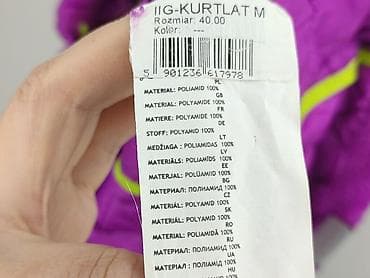 IIG-KURTLAT M
Rozmiar: 40.00
Kolor: ---
5 901236 617978
PL
MATERIAŁ: POLIAMID 100%
GB
MATERIAL: POLYAMIDE 100%
FR
MATIERE: POLYAMIDE 100%
DE
STOFF: POLYAMID 100%
LT
MEDŽIAGA: POLIAMIDAS 100%
LV
MATERIĀLS: POLIAMĪDS 100%
EE
MATERJAL: POLÜAMIID 100%
BG
МАТЕРИАЛ: ПОЛИАМИД 100%
CZ
MATERIÁL: POLYAMID 100%
SK
MATERIÁL: POLYAMID 100%
RO
MATERIAL: POLIAMIDĂ 100%
RU
МАТЕРИАЛ: ПОЛИАМИД 100%
UA
МАТЕРІАЛ: ПОЛІАМІД 100%
HU